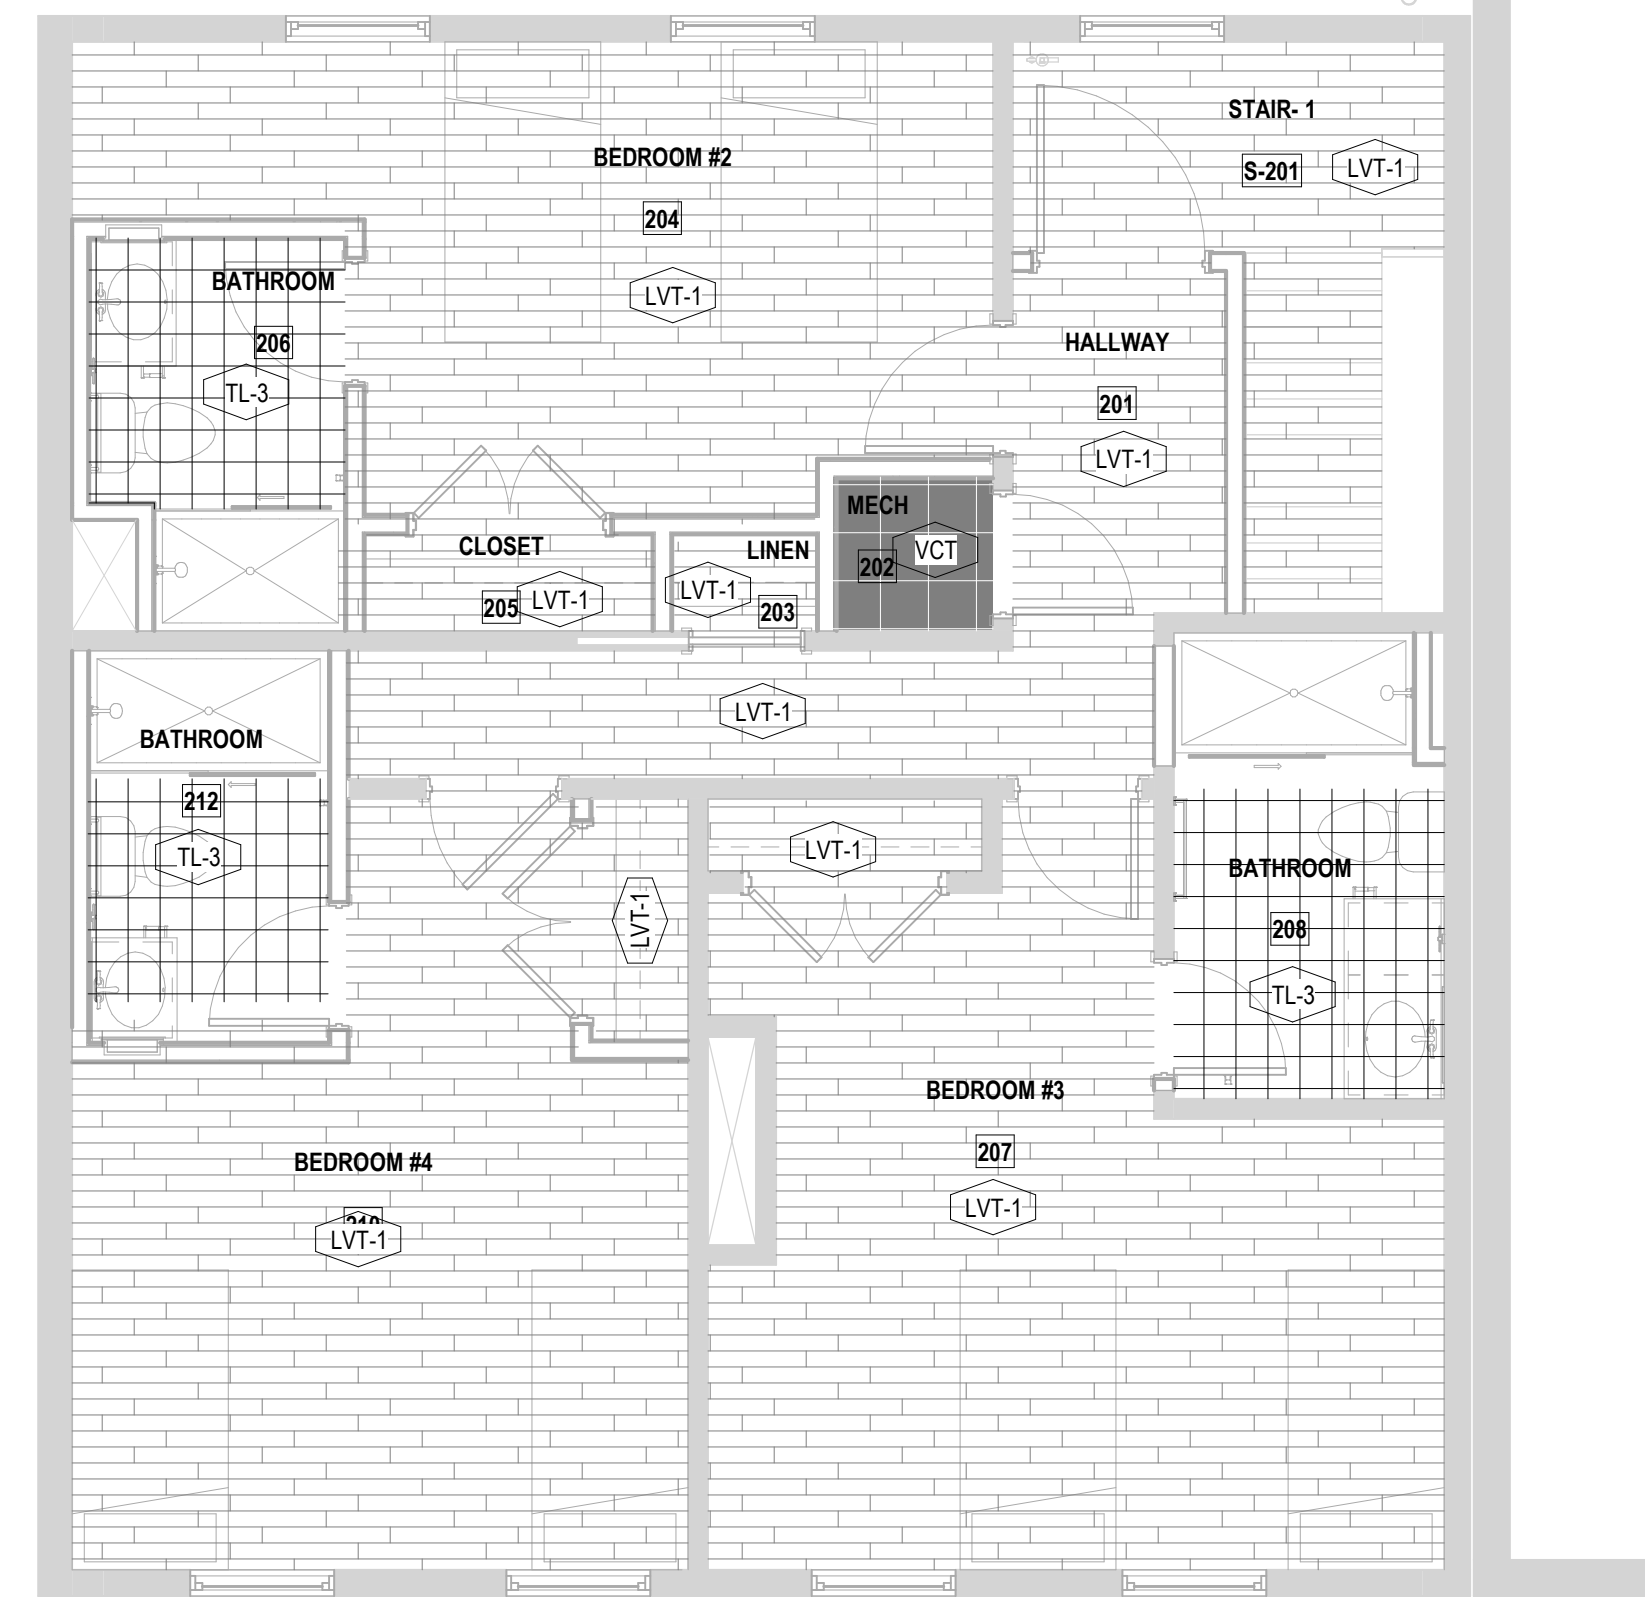 STAIR- 1
S-201
LVT-1
BEDROOM #2
204
LVT-1
BATHROOM
206
TL-3
HALLWAY
201
LVT-1
MECH
202
VCT
CLOSET
205
LVT-1
LINEN
LVT-1
203
LVT-1
BATHROOM
212
TL-3
LVT-1
LVT-1
BATHROOM
208
TL-3
BEDROOM #3
207
LVT-1
BEDROOM #4
LVT-1